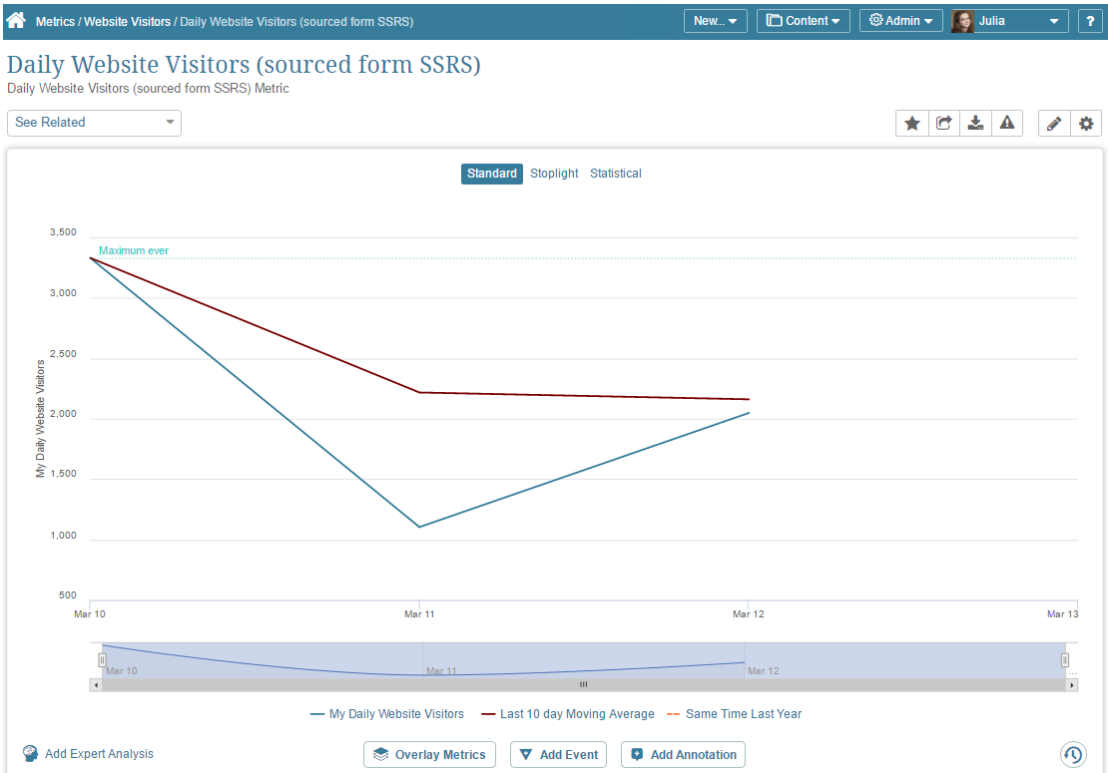 Metrics / Website Visitors / Daily Website Visitors (sourced form SSRS)
New...
Content
Admin
Julia
?
Daily Website Visitors (sourced form SSRS)
Daily Website Visitors (sourced form SSRS) Metric
See Related
Standard Stoplight Statistical
3,500
Maximum ever
3,000
2,500
2,000
1,500
1,000
500
My Daily Website Visitors
Mar 10 Mar 11 Mar 12 Mar 13
Mar 10 Mar 11 Mar 12 ...
My Daily Website Visitors Last 10 day Moving Average Same Time Last Year
Add Expert Analysis
Overlay Metrics
Add Event
Add Annotation